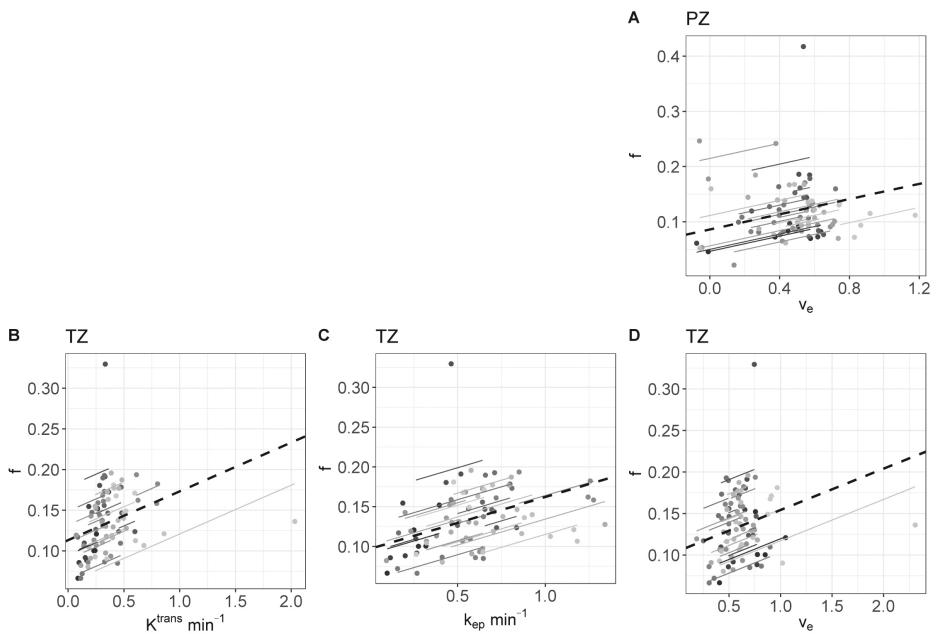 A PZ
f
0.4
0.3
0.2
0.1
0.0 0.4 0.8 1.2
vₑ
B TZ
f
0.30
0.25
0.20
0.15
0.10
0.0 0.5 1.0 1.5 2.0
Kᵗʳᵃⁿˢ min⁻¹
C TZ
f
0.30
0.25
0.20
0.15
0.10
0.5 1.0
kₑₚ min⁻¹
D TZ
f
0.30
0.25
0.20
0.15
0.10
0.5 1.0 1.5 2.0
vₑ